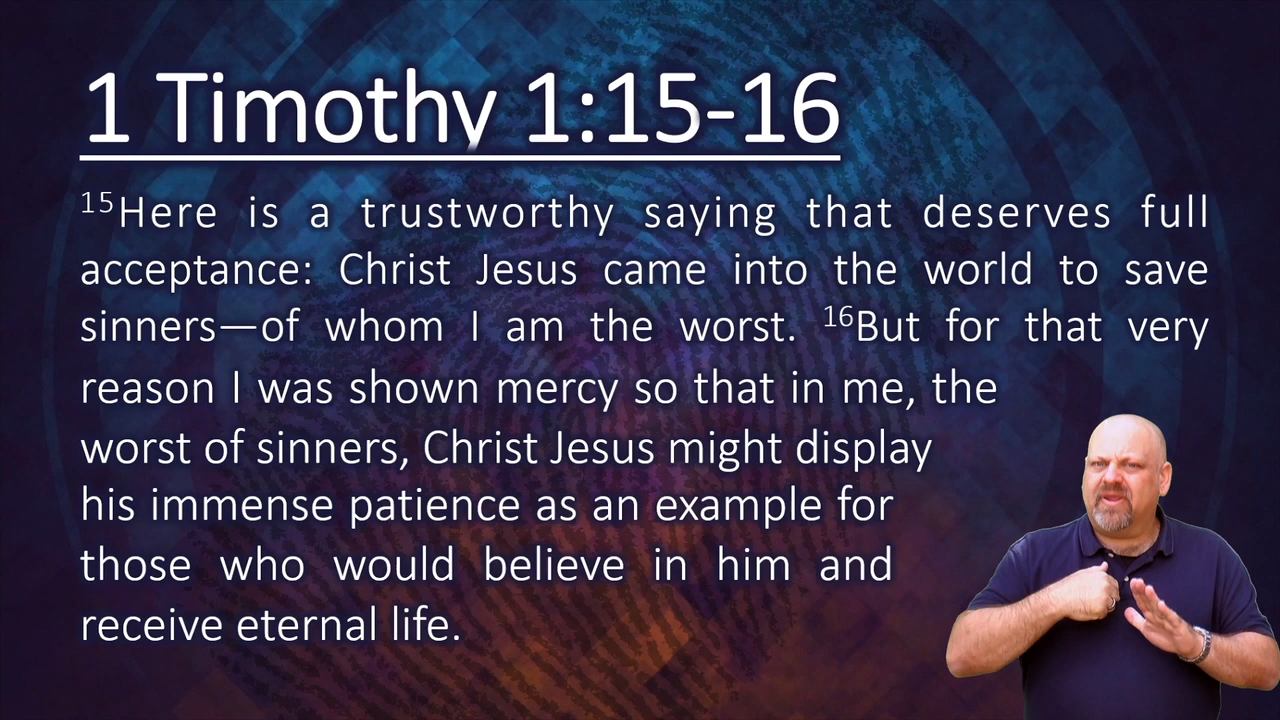 1 Timothy 1:15-16
15Here is a trustworthy saying that deserves full
acceptance: Christ Jesus came into the world to save
sinners—of whom I am the worst. 16But for that very
reason I was shown mercy so that in me, the
worst of sinners, Christ Jesus might display
his immense patience as an example for
those who would believe in him and
receive eternal life.